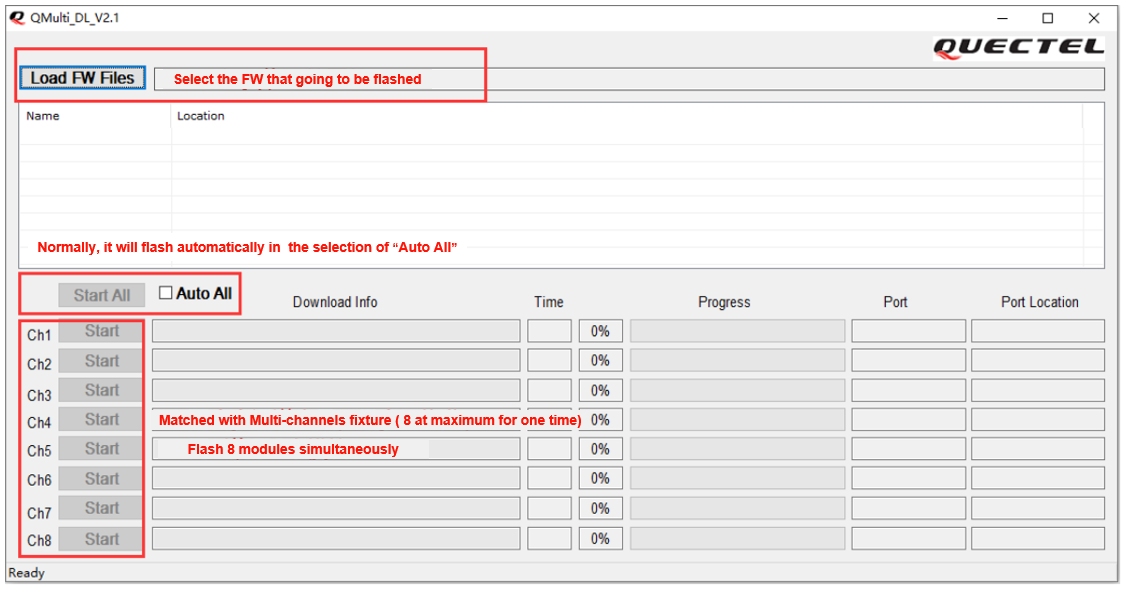 QMulti_DL_V2.1
QUECTEL
Load FW Files Select the FW that going to be flashed
Name Location
Normally, it will flash automatically in the selection of “Auto All”
Start All Auto All Download Info Time Progress Port Port Location
Ch1 Start 0%
Ch2 Start 0%
Ch3 Start 0%
Ch4 Start Matched with Multi-channels fixture ( 8 at maximum for one time) 0%
Ch5 Start Flash 8 modules simultaneously 0%
Ch6 Start 0%
Ch7 Start 0%
Ch8 Start 0%
Ready